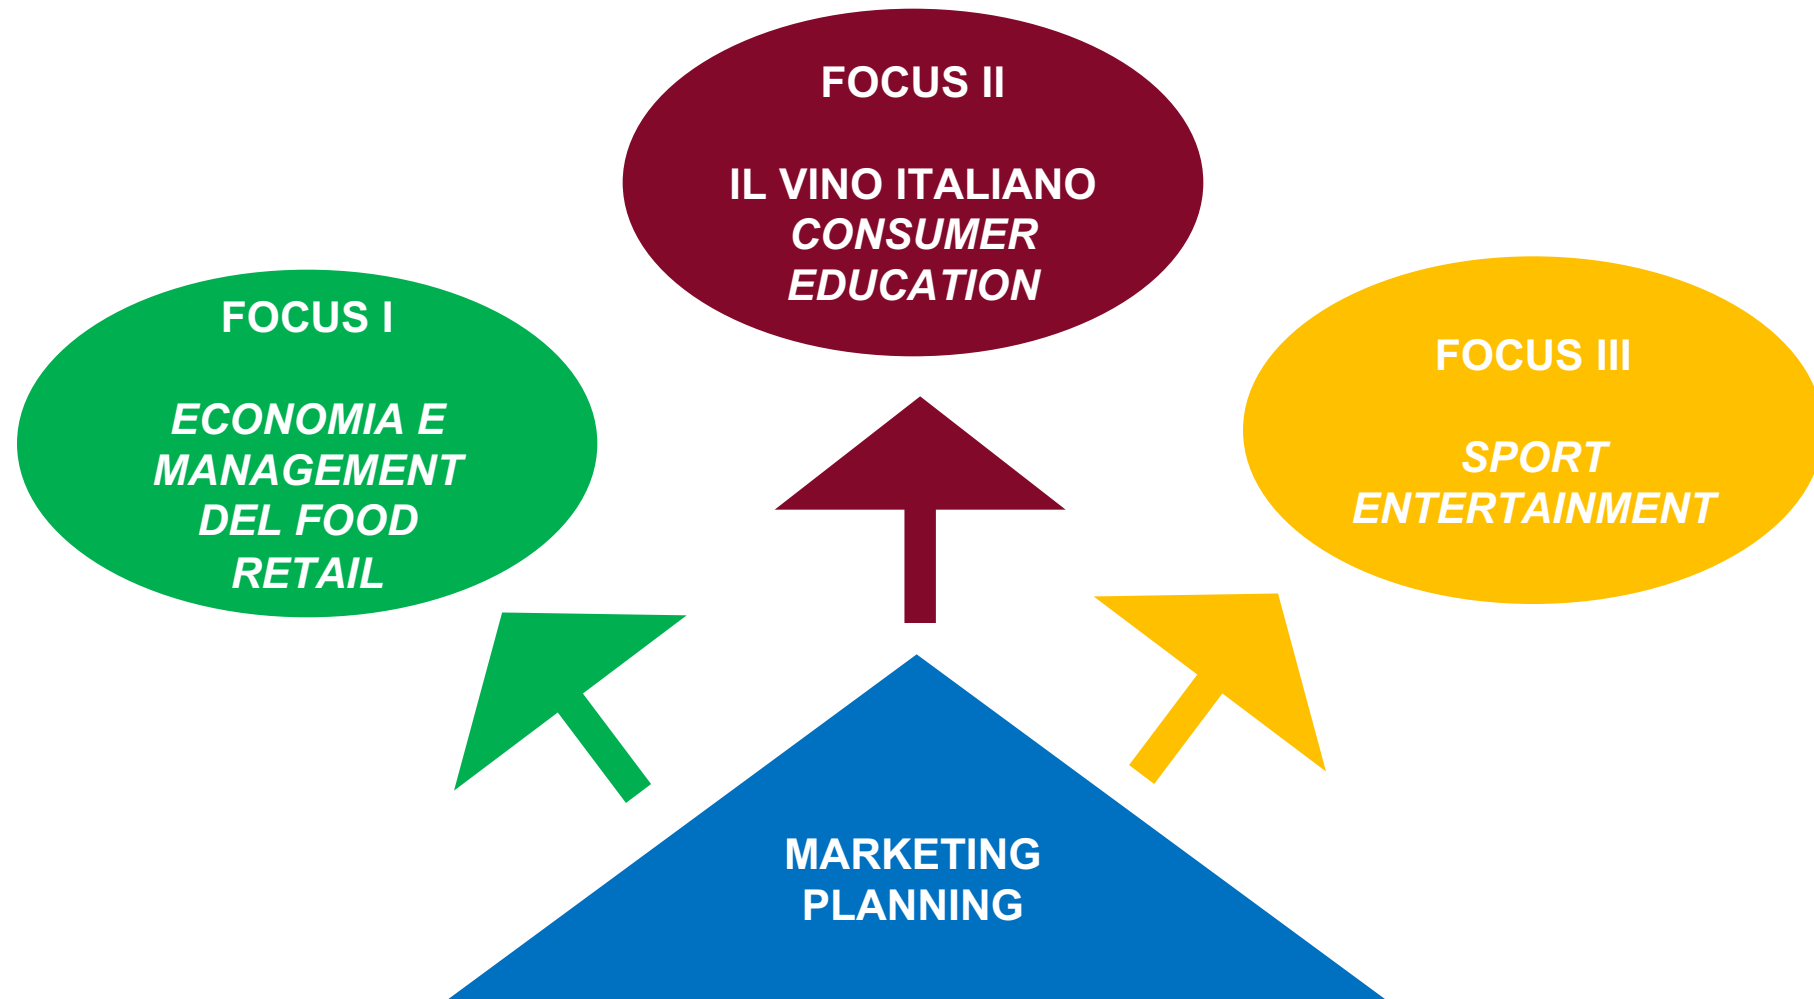 FOCUS II
IL VINO ITALIANO
CONSUMER
EDUCATION
FOCUS I
ECONOMIA E
MANAGEMENT
DEL FOOD
RETAIL
FOCUS III
SPORT
ENTERTAINMENT
MARKETING
PLANNING